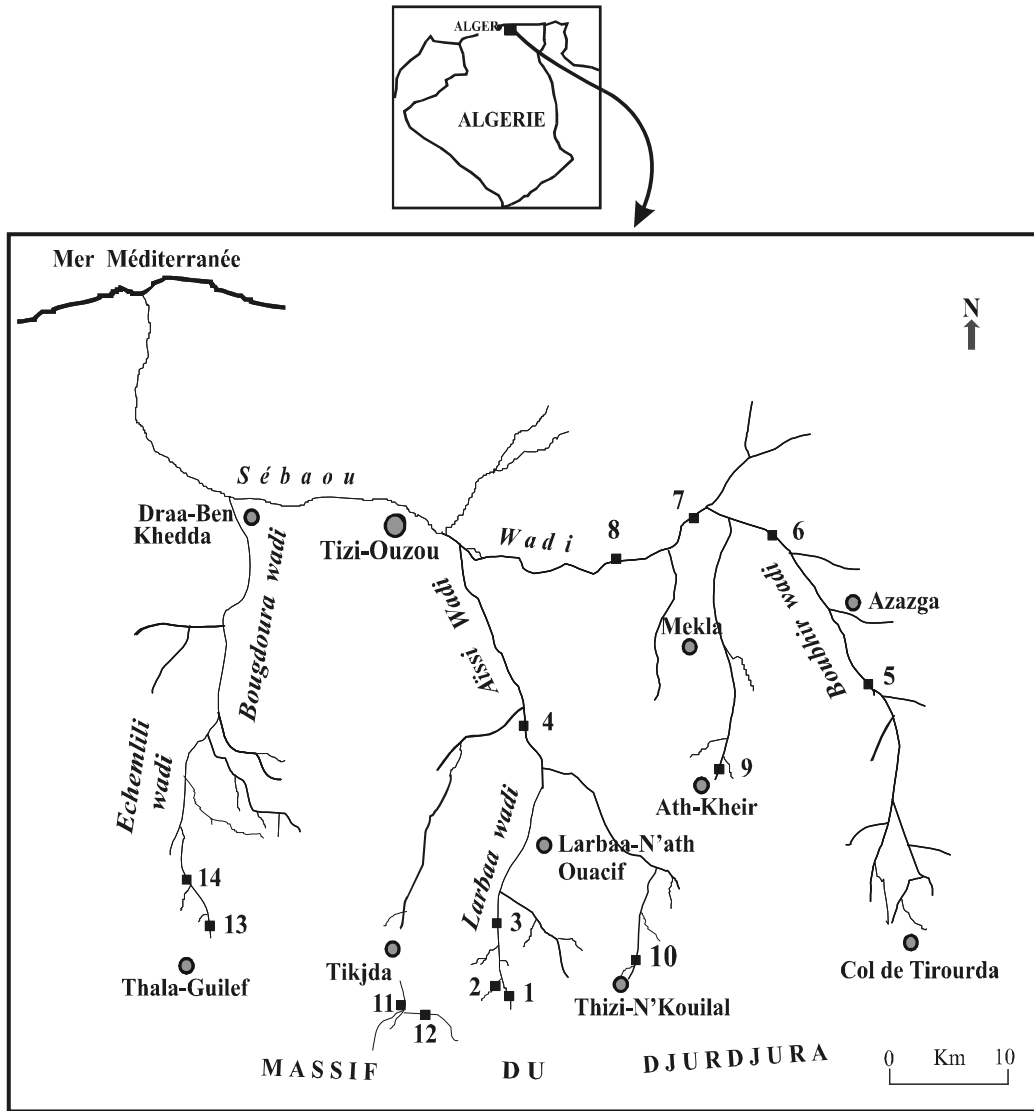 ALGER
ALGERIE
Mer Méditerranée
N
Sébaou
7
Draa-Ben
Khedda
Tizi-Ouzou
8
Wadi
6
Bougdoura wadi
Aïssi Wadi
Mekla
Boubhir wadi
Azazga
5
4
Echemlili
wadi
9
Ath-Kheir
Larbaa wadi
Larbaa-N'ath
Ouacif
14
13
3
Thala-Guilef
Tikjda
10
Col de Tirourda
2
1
Thizi-N'Kouilal
11
12
MASSIF DU DJURDJURA
0 Km 10